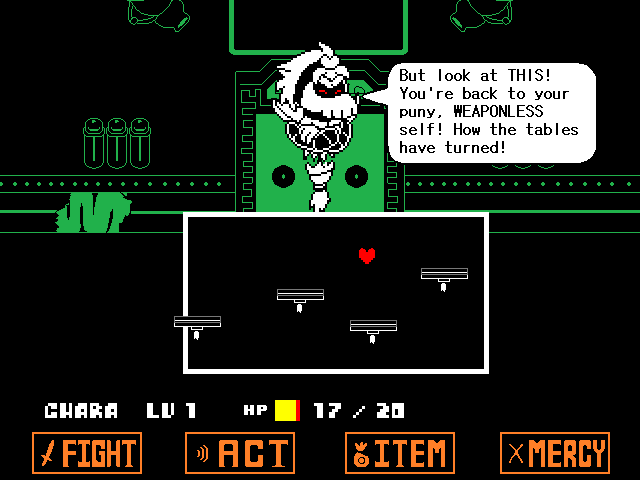 But look at THIS!
You're back to your
puny, WEAPONLESS
self! How the tables
have turned!
CHARA LV 1 HP 17 / 20
FIGHT ACT ITEM MERCY